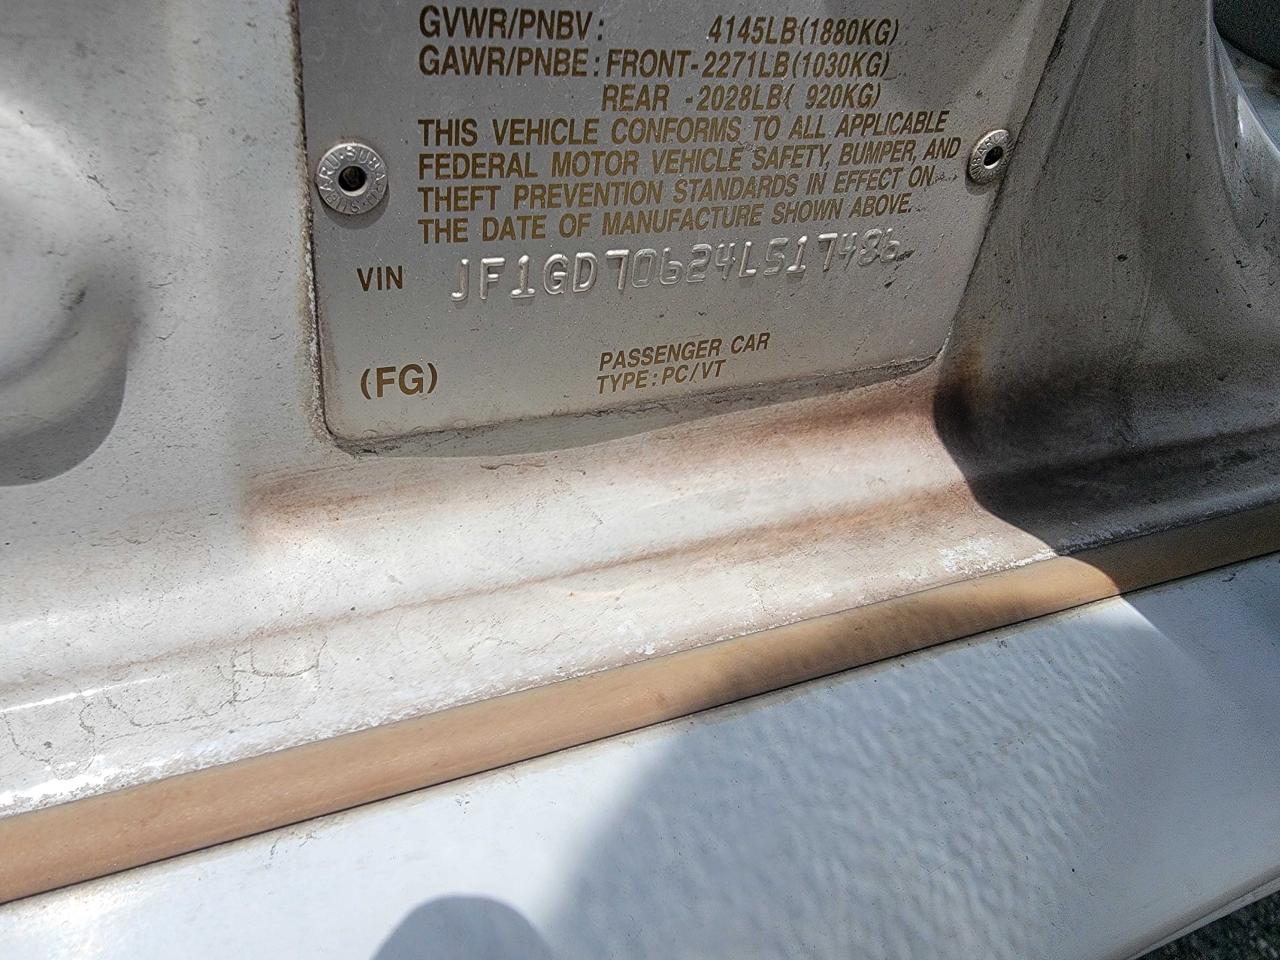 GVWR/PNBV: 4145LB(1880KG)
GAWR/PNBE: FRONT-2271LB(1030KG)
REAR -2028LB( 920KG)
THIS VEHICLE CONFORMS TO ALL APPLICABLE
FEDERAL MOTOR VEHICLE SAFETY, BUMPER, AND
THEFT PREVENTION STANDARDS IN EFFECT ON
THE DATE OF MANUFACTURE SHOWN ABOVE.
VIN JF1GD70624L517486
(FG) PASSENGER CAR
TYPE: PC/VT